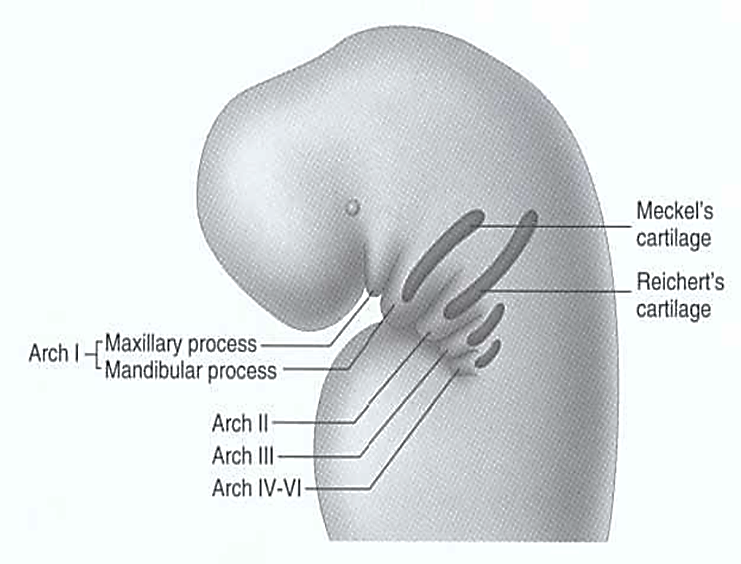 Meckel's
cartilage
Reichert's
cartilage
Arch I
Maxillary process
Mandibular process
Arch II
Arch III
Arch IV-VI